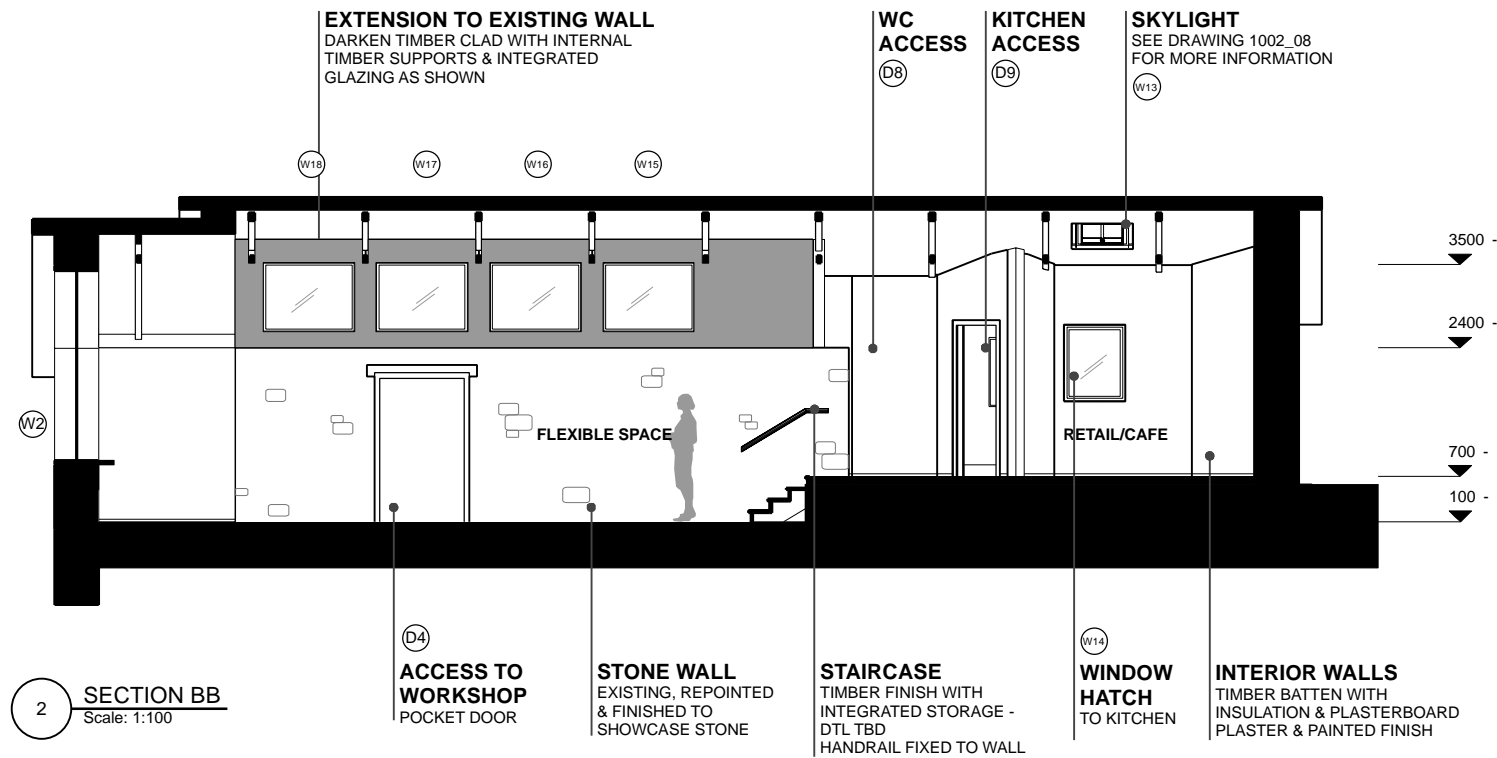 EXTENSION TO EXISTING WALL
DARKEN TIMBER CLAD WITH INTERNAL
TIMBER SUPPORTS & INTEGRATED
GLAZING AS SHOWN
WC
ACCESS
D8
KITCHEN
ACCESS
D9
SKYLIGHT
SEE DRAWING 1002_08
FOR MORE INFORMATION
W13
W18
W17
W16
W15
3500 -
2400 -
700 -
100 -
W2
FLEXIBLE SPACE
RETAIL/CAFE
D4
ACCESS TO
WORKSHOP
POCKET DOOR
STONE WALL
EXISTING, REPOINTED
& FINISHED TO
SHOWCASE STONE
STAIRCASE
TIMBER FINISH WITH
INTEGRATED STORAGE -
DTL TBD
HANDRAIL FIXED TO WALL
W14
WINDOW
HATCH
TO KITCHEN
INTERIOR WALLS
TIMBER BATTEN WITH
INSULATION & PLASTERBOARD
PLASTER & PAINTED FINISH
2
SECTION BB
Scale: 1:100